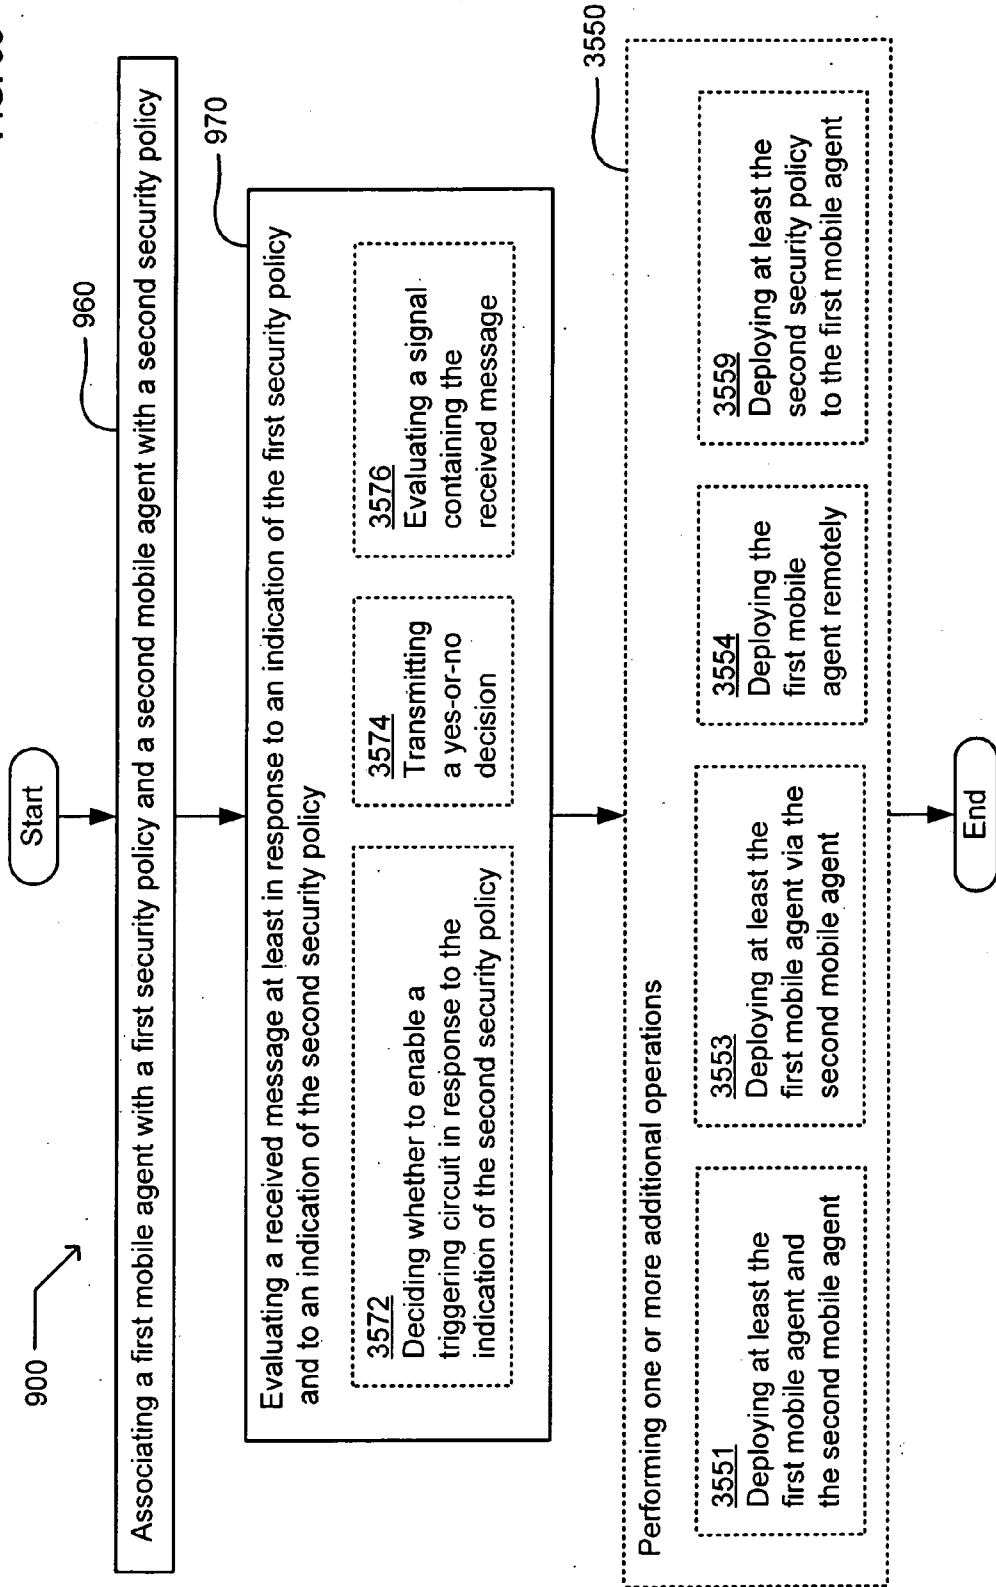 900
Start
960
Associating a first mobile agent with a first security policy and a second mobile agent with a second security policy
970
Evaluating a received message at least in response to an indication of the first security policy
and to an indication of the second security policy
3572
Deciding whether to enable a
triggering circuit in response to the
indication of the second security policy
3574
Transmitting
a yes-or-no
decision
3576
Evaluating a signal
containing the
received message
3550
Performing one or more additional operations
3551
Deploying at least the
first mobile agent and
the second mobile agent
3553
Deploying at least the
first mobile agent via the
second mobile agent
3554
Deploying the
first mobile
agent remotely
3559
Deploying at least the
second security policy
to the first mobile agent
End